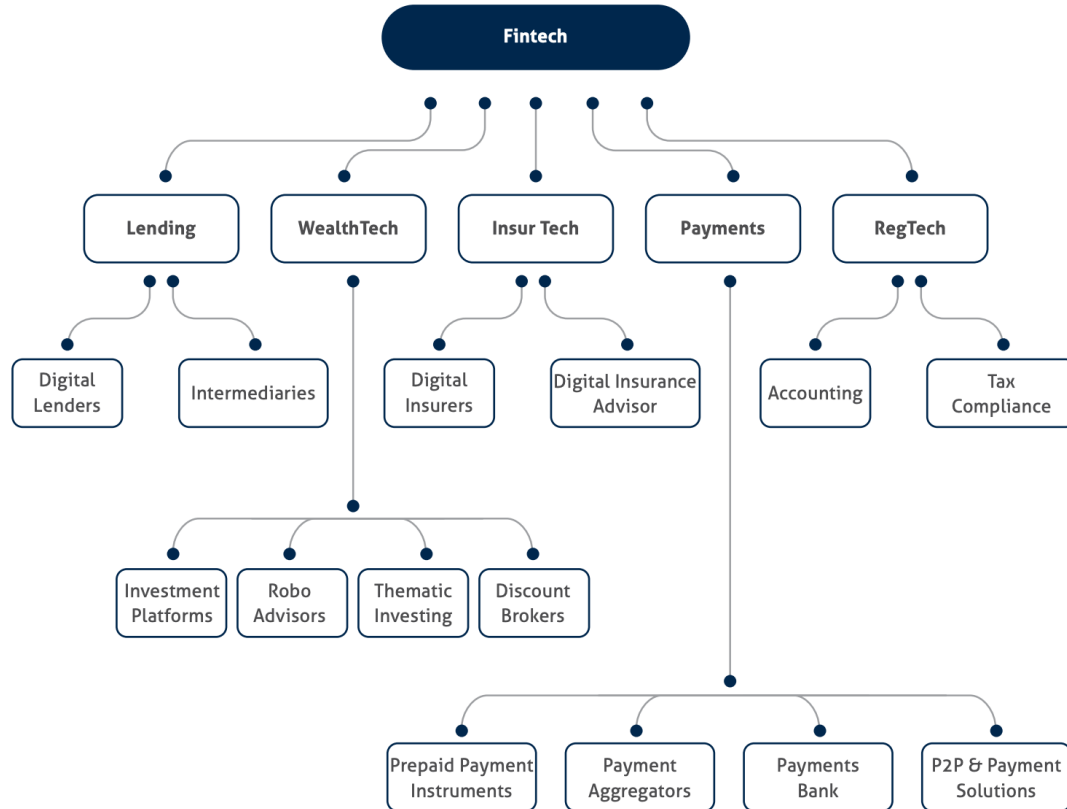 Fintech
Lending
WealthTech
Insur Tech
Payments
RegTech
Digital
Lenders
Intermediaries
Digital
Insurers
Digital Insurance
Advisor
Accounting
Tax
Compliance
Investment
Platforms
Robo
Advisors
Thematic
Investing
Discount
Brokers
Prepaid Payment
Instruments
Payment
Aggregators
Payments
Bank
P2P & Payment
Solutions